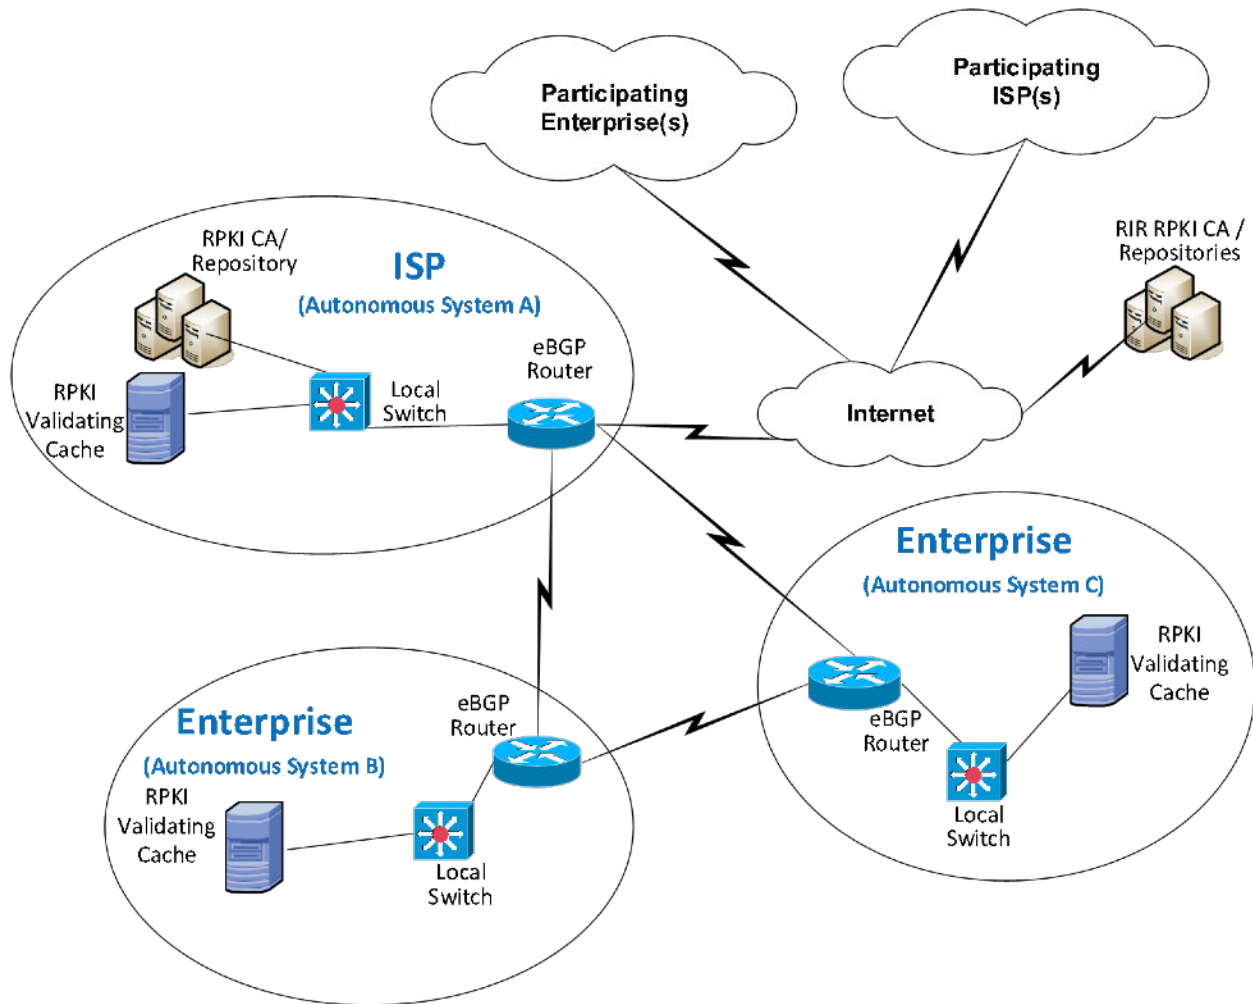 Participating
Enterprise(s)
Participating
ISP(s)
RPKI CA/
Repository
ISP
(Autonomous System A)
RIR RPKI CA /
Repositories
eBGP
Router
RPKI
Validating
Cache
Local
Switch
Internet
Enterprise
(Autonomous System C)
RPKI
Validating
Cache
eBGP
Router
Local
Switch
Enterprise
(Autonomous System B)
eBGP
Router
RPKI
Validating
Cache
Local
Switch